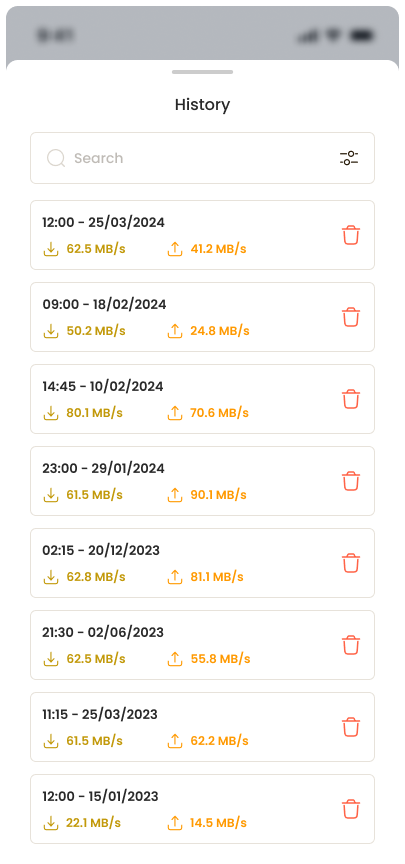 9:41
History
Search
12:00 - 25/03/2024
62.5 MB/s 41.2 MB/s
09:00 - 18/02/2024
50.2 MB/s 24.8 MB/s
14:45 - 10/02/2024
80.1 MB/s 70.6 MB/s
23:00 - 29/01/2024
61.5 MB/s 90.1 MB/s
02:15 - 20/12/2023
62.8 MB/s 81.1 MB/s
21:30 - 02/06/2023
62.5 MB/s 55.8 MB/s
11:15 - 25/03/2023
61.5 MB/s 62.2 MB/s
12:00 - 15/01/2023
22.1 MB/s 14.5 MB/s